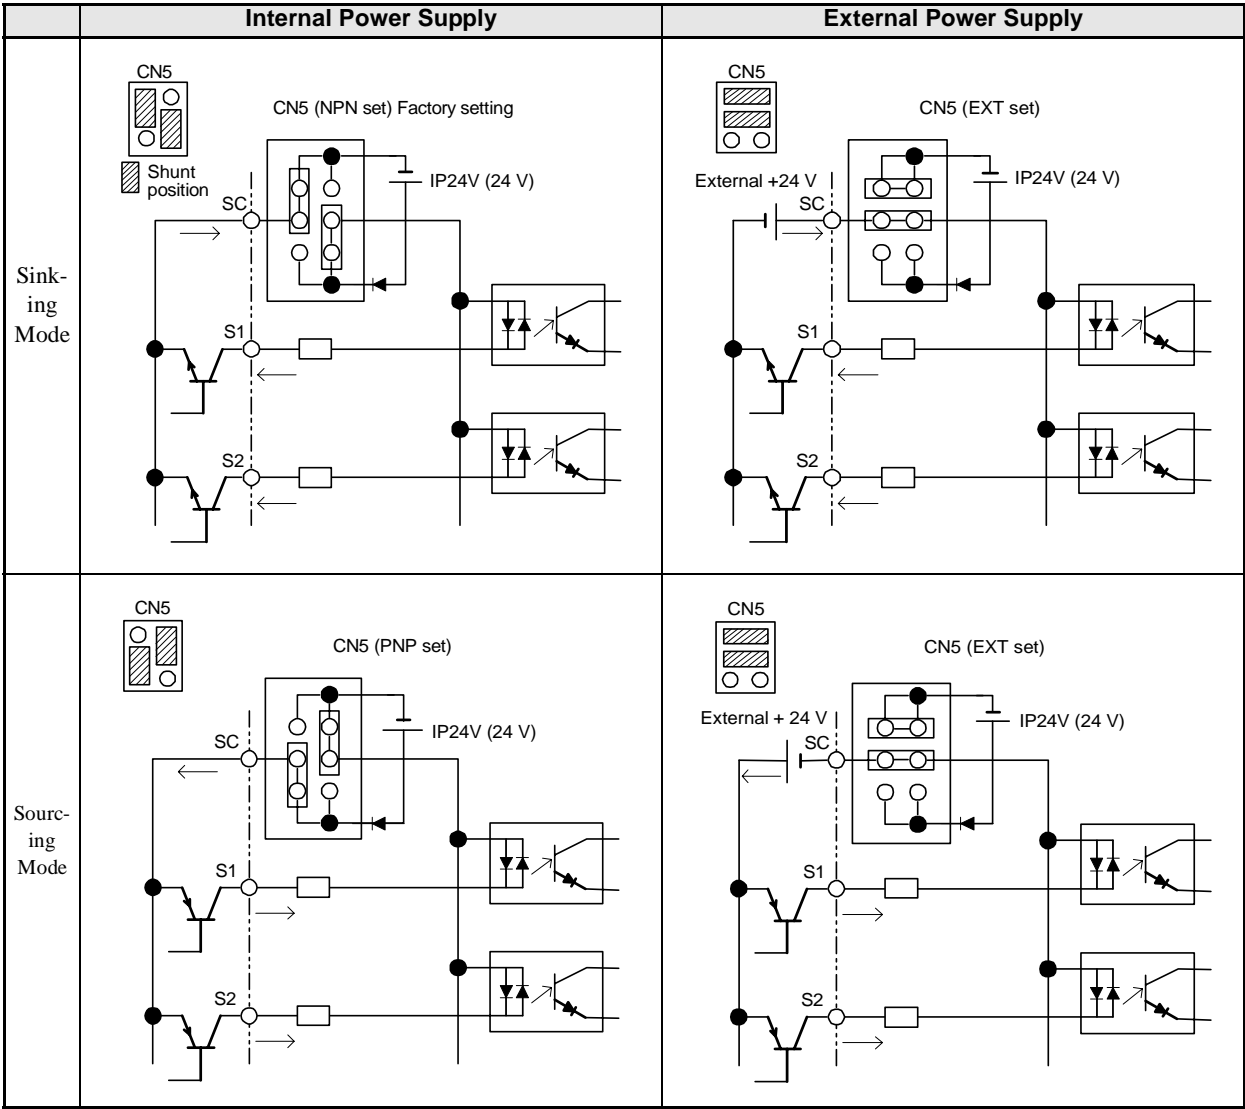 Internal Power Supply
External Power Supply
Sink-
ing
Mode
CN5
CN5 (NPN set) Factory setting
Shunt
position
IP24V (24 V)
SC
S1
S2
CN5
CN5 (EXT set)
External +24 V
IP24V (24 V)
SC
S1
S2
Sourc-
ing
Mode
CN5
CN5 (PNP set)
IP24V (24 V)
SC
S1
S2
CN5
CN5 (EXT set)
External + 24 V
IP24V (24 V)
SC
S1
S2